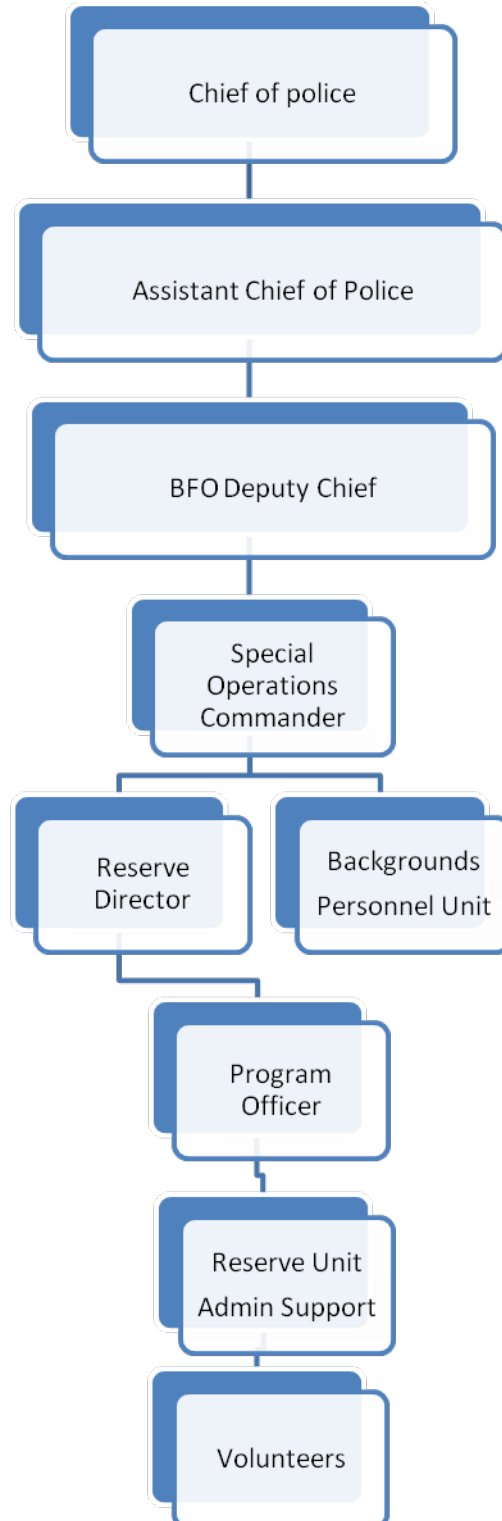 Chief of police
Assistant Chief of Police
BFO Deputy Chief
Special
Operations
Commander
Reserve
Director
Backgrounds
Personnel Unit
Program
Officer
Reserve Unit
Admin Support
Volunteers